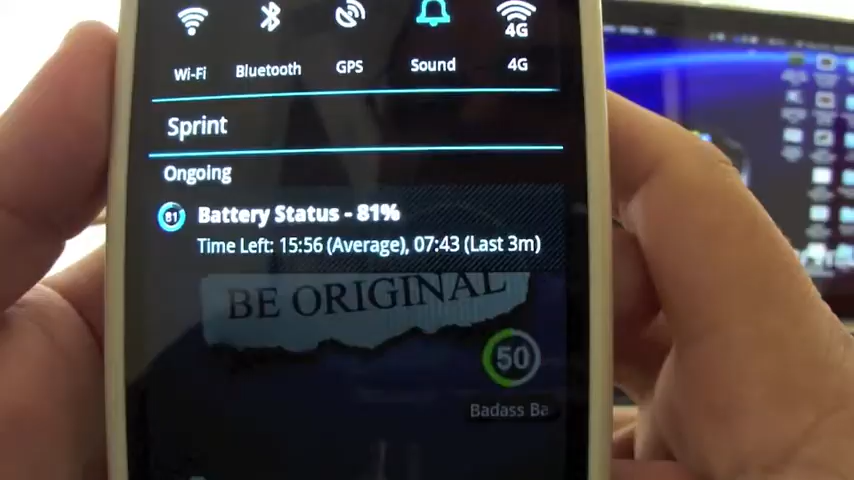 4G
Wi-Fi Bluetooth GPS Sound 4G
Sprint
Ongoing
81 Battery Status - 81%
Time Left: 15:56 (Average), 07:43 (Last 3m)
BE ORIGINAL
50
Badass Ba